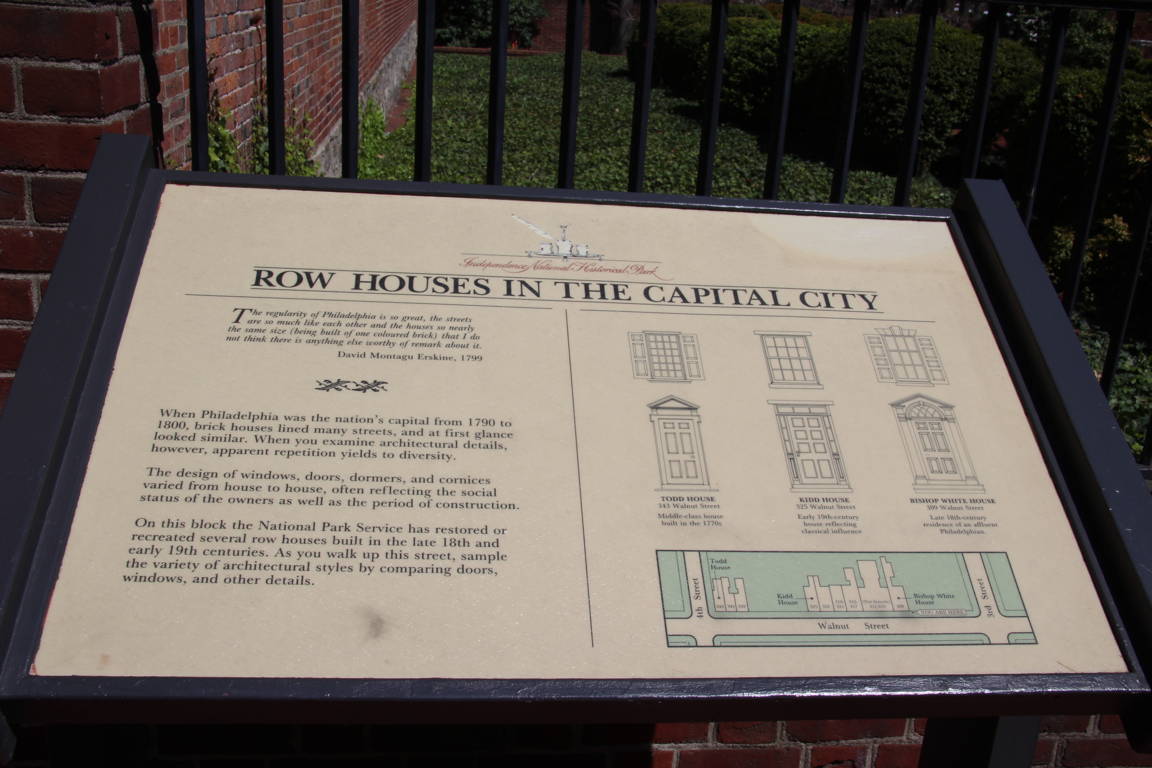 Independence National Historical Park
ROW HOUSES IN THE CAPITAL CITY
The regularity of Philadelphia is so great, the streets
are so much like each other and the houses so nearly
the same size (being built of one coloured brick) that I do
not think there is anything else worthy of remark about it.
David Montagu Erskine, 1799
When Philadelphia was the nation's capital from 1790 to
1800, brick houses lined many streets, and at first glance
looked similar. When you examine architectural details,
however, apparent repetition yields to diversity.
The design of windows, doors, dormers, and cornices
varied from house to house, often reflecting the social
status of the owners as well as the period of construction.
On this block the National Park Service has restored or
recreated several row houses built in the late 18th and
early 19th centuries. As you walk up this street, sample
the variety of architectural styles by comparing doors,
windows, and other details.
TODD HOUSE
343 Walnut Street
Middle-class house
built in the 1770s
KIDD HOUSE
325 Walnut Street
Early 19th-century
house reflecting
classical influence
BISHOP WHITE HOUSE
309 Walnut Street
Late 18th-century
residence of an affluent
Philadelphian.
Todd
House
4th Street
Kidd
House
Bishop White
House
3rd Street
YOU ARE HERE
Walnut Street